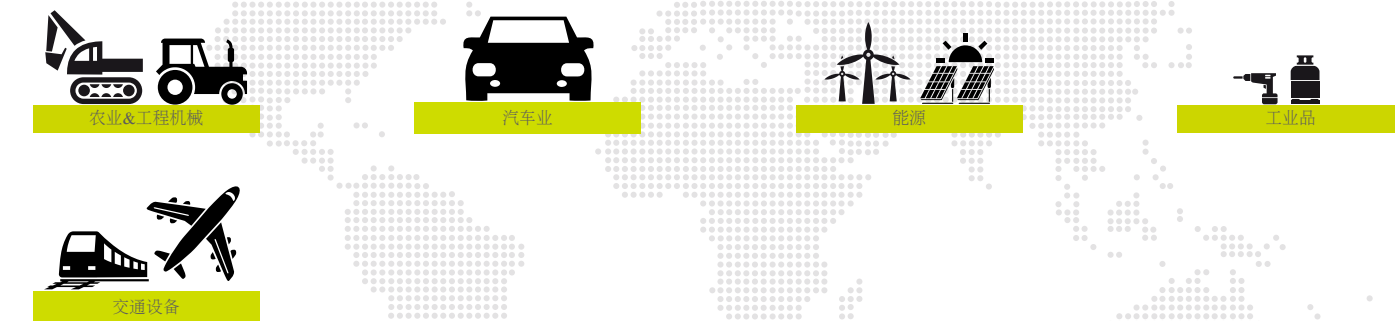 农业&工程机械
汽车业
能源
工业品
交通设备